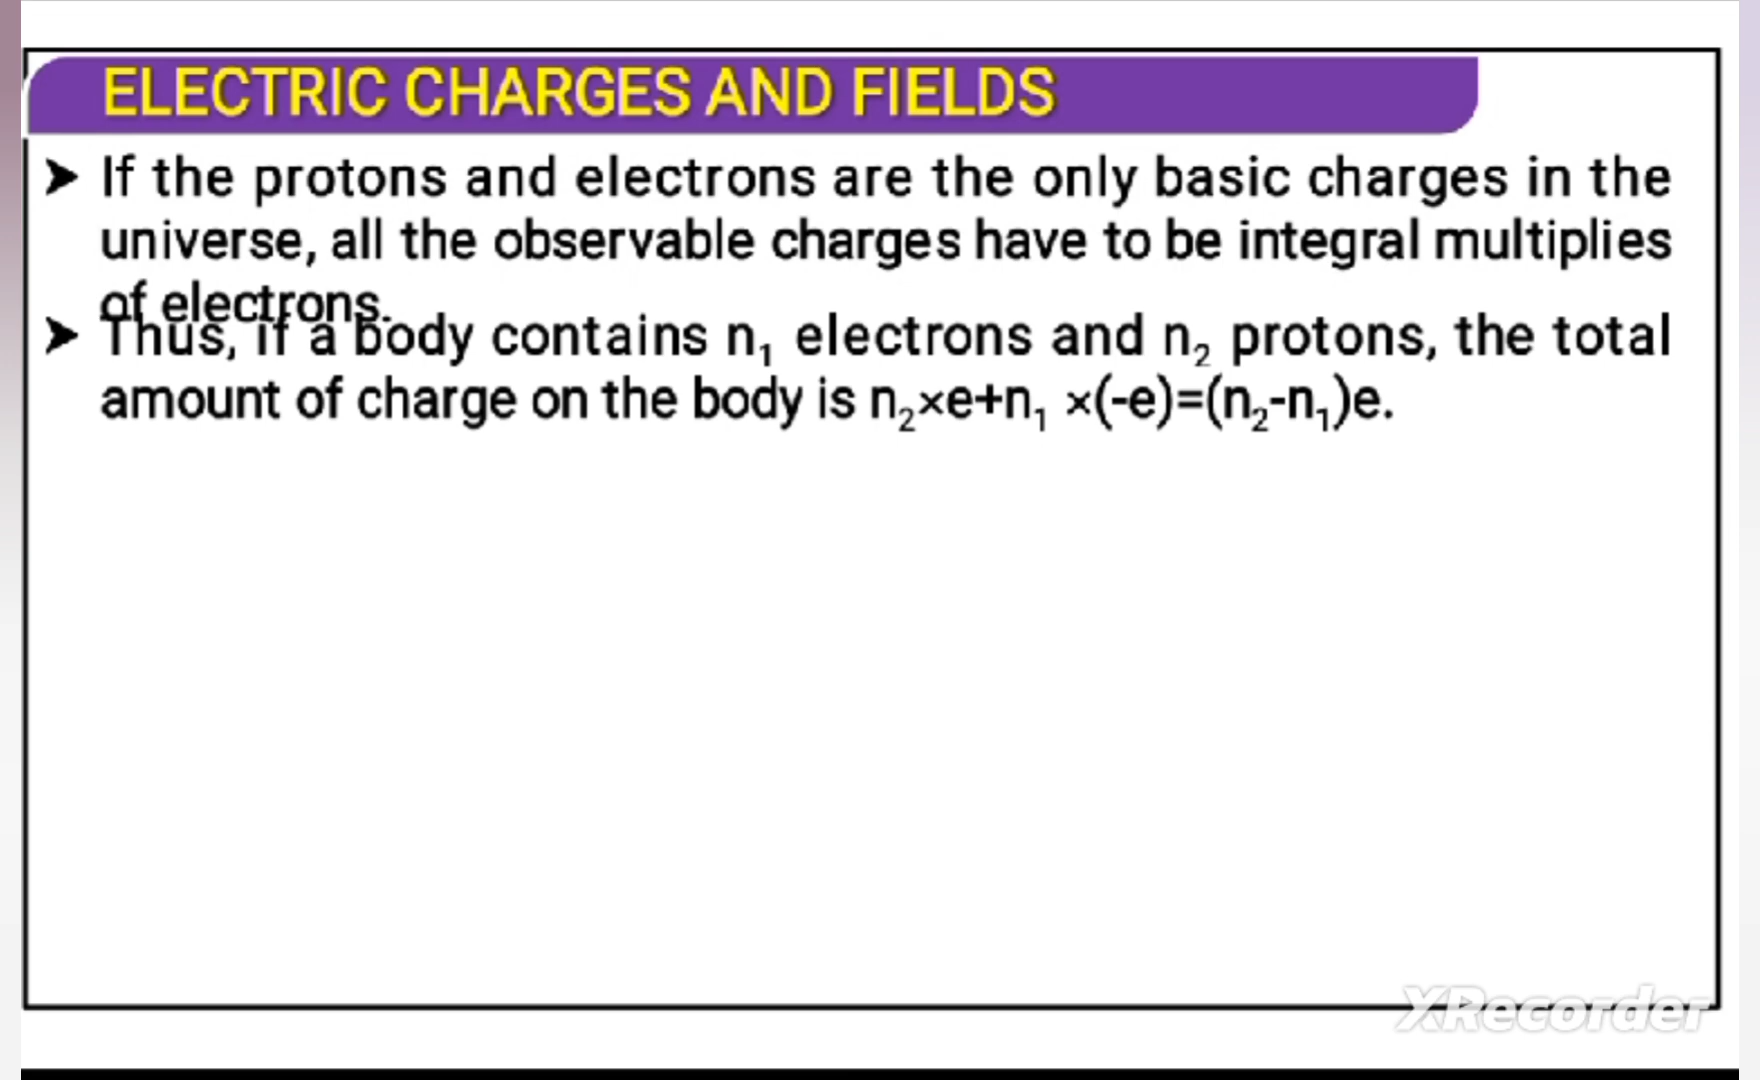 ELECTRIC CHARGES AND FIELDS
➤ If the protons and electrons are the only basic charges in the
universe, all the observable charges have to be integral multiplies
of electrons.
➤ Thus, if a body contains n₁ electrons and n₂ protons, the total
amount of charge on the body is n₂×e+n₁ ×(-e)=(n₂-n₁)e.
XRecorder